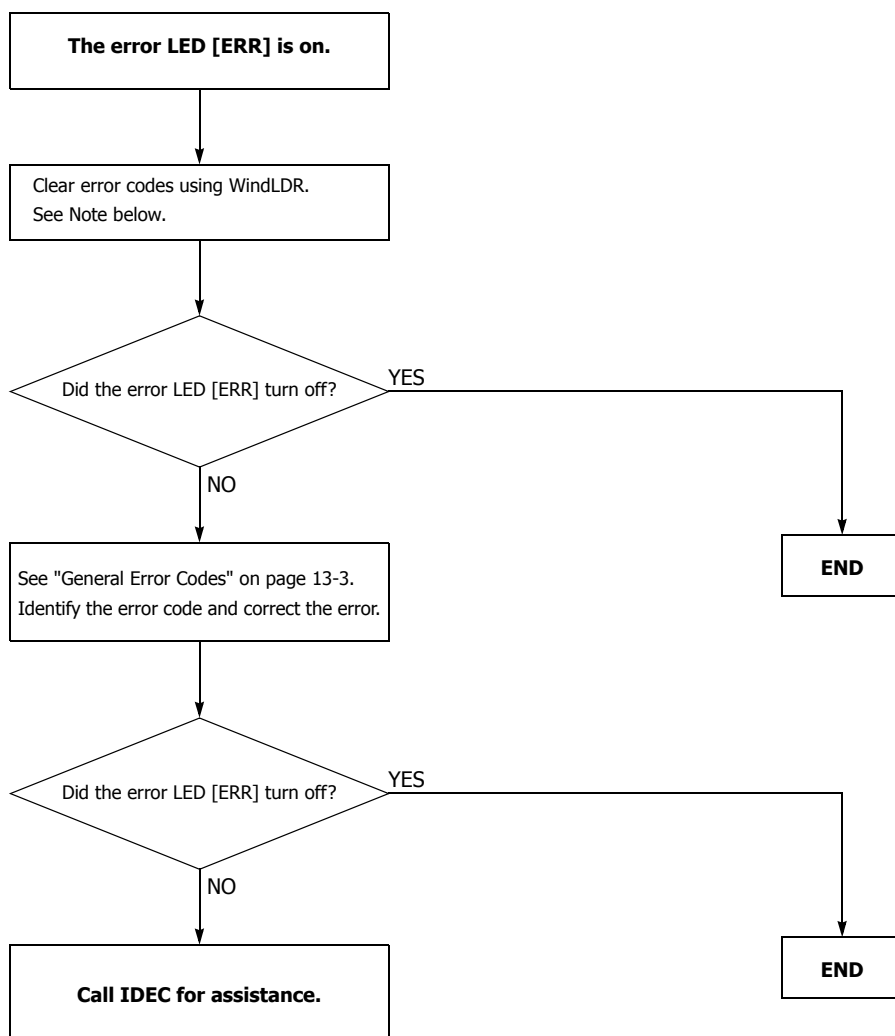 The error LED [ERR] is on.
Clear error codes using WindLDR.
See Note below.
Did the error LED [ERR] turn off?
YES
NO
See "General Error Codes" on page 13-3.
Identify the error code and correct the error.
END
Did the error LED [ERR] turn off?
YES
NO
Call IDEC for assistance.
END